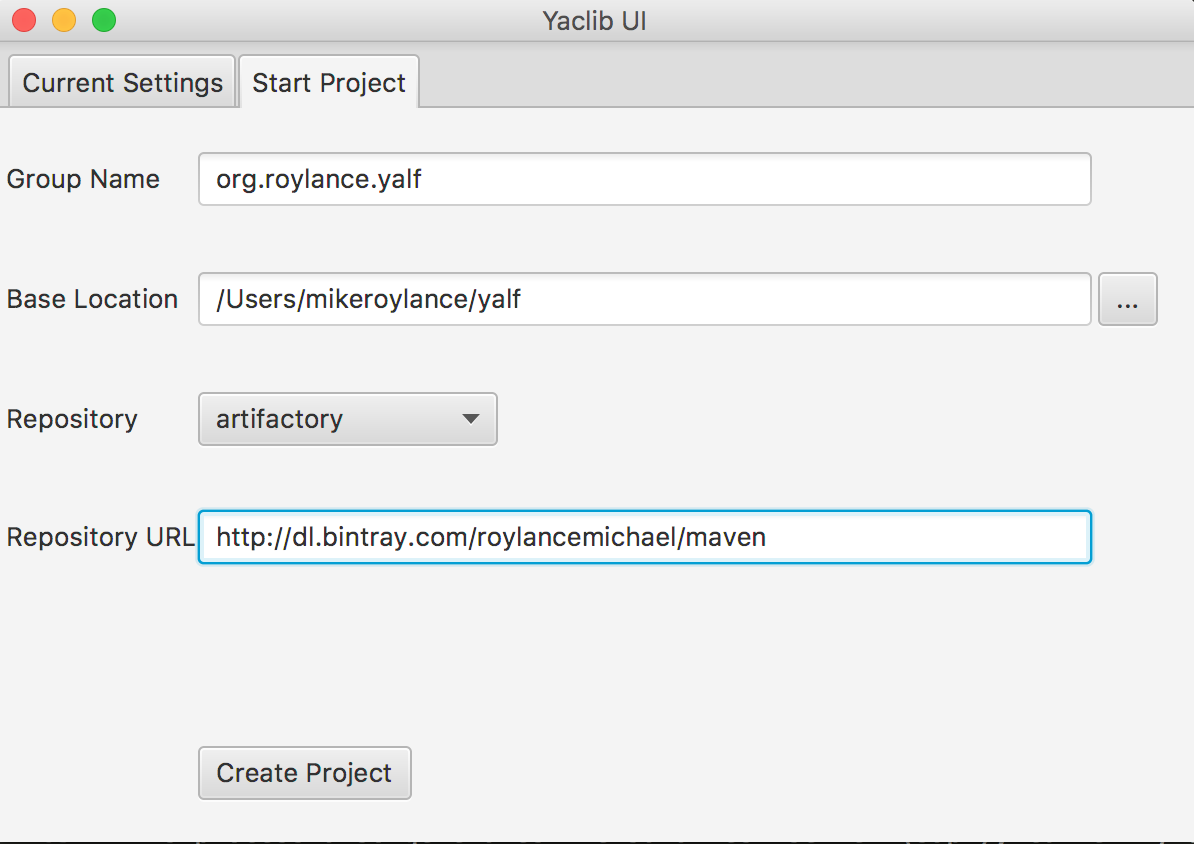 Yaclib UI
Current Settings
Start Project
Group Name
org.roylance.yalf
Base Location
/Users/mikeroylance/yalf
...
Repository
artifactory
Repository URL
http://dl.bintray.com/roylancemichael/maven
Create Project